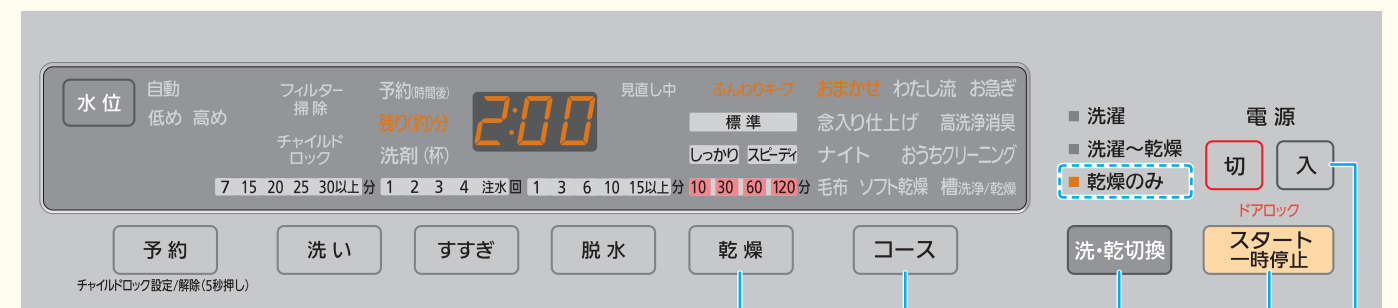 水位
自動
低め 高め
フィルター
掃除
チャイルド
ロック
予約(時間後)
残り(約)分
洗剤(杯)
2:00
見直し中
ふんわりキープ
標準
しっかり スピーディ
おまかせ わたし流 お急ぎ
念入り仕上げ 高洗浄消臭
ナイト おうちクリーニング
毛布 ソフト乾燥 槽洗浄/乾燥
7 15 20 25 30以上 分 1 2 3 4 注水 回 1 3 6 10 15以上 分 10 30 60 120 分
洗濯
洗濯〜乾燥
乾燥のみ
電源
切 入
ドアロック
予約
洗い
すすぎ
脱水
乾燥
コース
洗・乾切換
スタート
一時停止
チャイルドロック設定/解除(5秒押し)